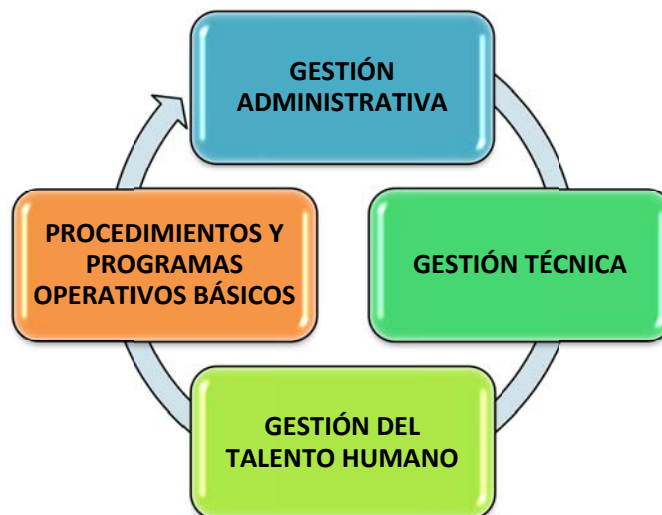 GESTIÓN
ADMINISTRATIVA
GESTIÓN TÉCNICA
GESTIÓN DEL
TALENTO HUMANO
PROCEDIMIENTOS Y
PROGRAMAS
OPERATIVOS BÁSICOS